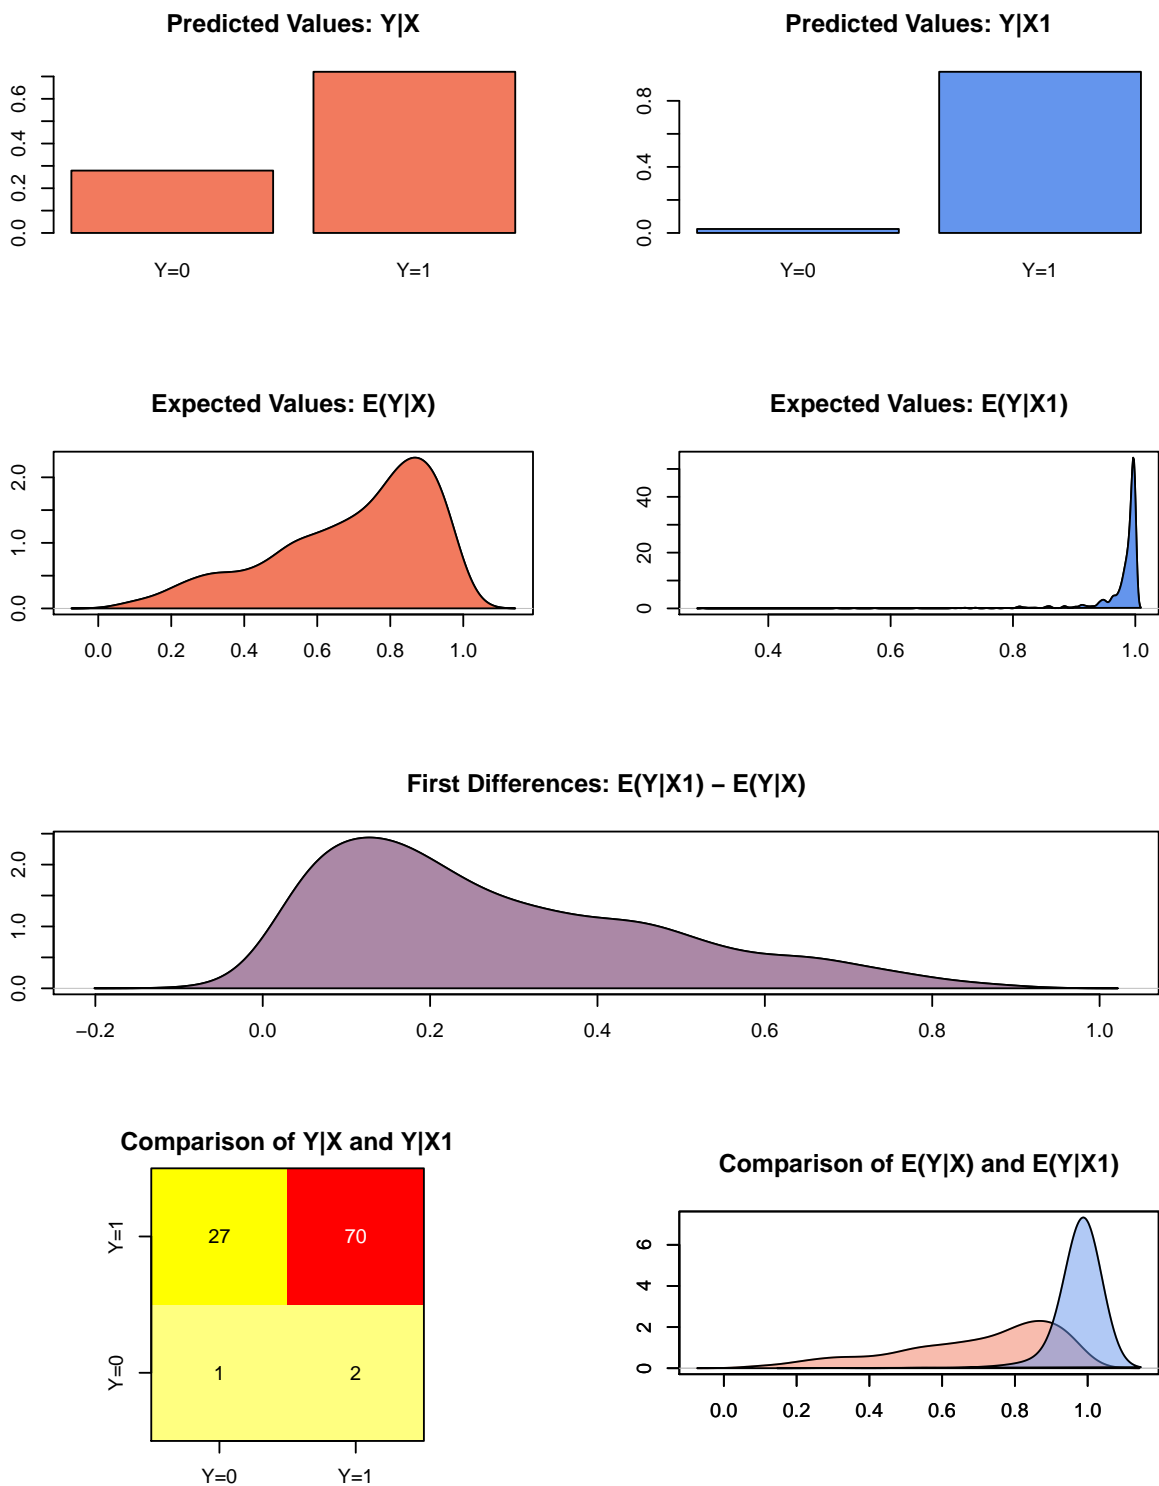 Predicted Values: Y|X
0.0 0.2 0.4 0.6
Y=0 Y=1
Predicted Values: Y|X1
0.0 0.4 0.8
Y=0 Y=1
Expected Values: E(Y|X)
0.0 1.0 2.0
0.0 0.2 0.4 0.6 0.8 1.0
Expected Values: E(Y|X1)
0 20 40
0.4 0.6 0.8 1.0
First Differences: E(Y|X1) − E(Y|X)
0.0 1.0 2.0
−0.2 0.0 0.2 0.4 0.6 0.8 1.0
Comparison of Y|X and Y|X1
Y=1 27 70
Y=0 1 2
Y=0 Y=1
Comparison of E(Y|X) and E(Y|X1)
0 2 4 6
0.0 0.2 0.4 0.6 0.8 1.0